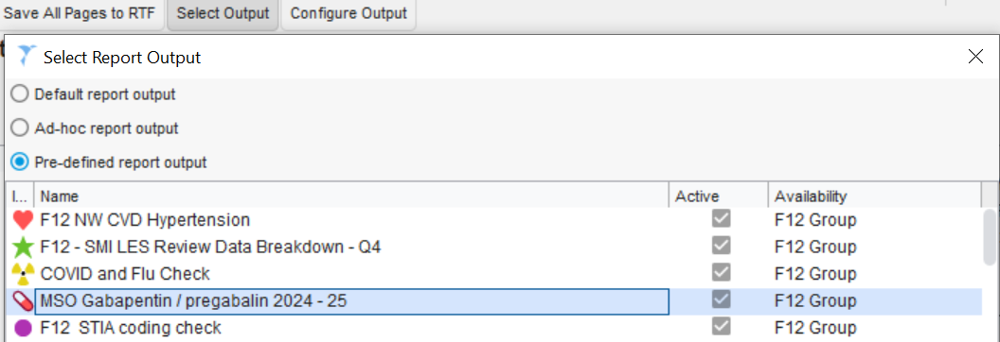 Save All Pages to RTF Select Output Configure Output
Select Report Output
Default report output
Ad-hoc report output
Pre-defined report output
I... Name Active Availability
F12 NW CVD Hypertension F12 Group
F12 - SMI LES Review Data Breakdown - Q4 F12 Group
COVID and Flu Check F12 Group
MSO Gabapentin / pregabalin 2024 - 25 F12 Group
F12 STIA coding check F12 Group